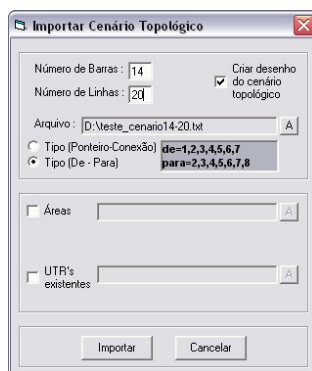 Importar Cenário Topológico
Número de Barras : 14
Número de Linhas : 20
Criar desenho do cenário topológico
Arquivo : D:\teste_cenario14-20.txt A
Tipo (Ponteiro-Conexão)
Tipo (De - Para)
de=1,2,3,4,5,6,7
para=2,3,4,5,6,7,8
Áreas A
UTR's existentes A
Importar Cancelar